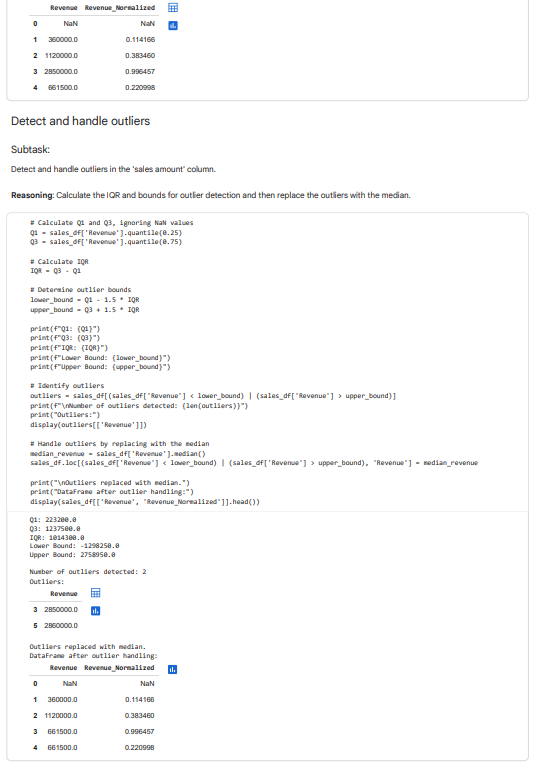 Revenue Revenue_Normalized
0 NaN NaN
1 360000.0 0.114166
2 1120000.0 0.383460
3 2850000.0 0.996457
4 661500.0 0.220998
Detect and handle outliers
Subtask:
Detect and handle outliers in the 'sales amount' column.
Reasoning: Calculate the IQR and bounds for outlier detection and then replace the outliers with the median.
# Calculate Q1 and Q3, ignoring NaN values
Q1 = sales_df['Revenue'].quantile(0.25)
Q3 = sales_df['Revenue'].quantile(0.75)
# Calculate IQR
IQR = Q3 - Q1
# Determine outlier bounds
lower_bound = Q1 - 1.5 * IQR
upper_bound = Q3 + 1.5 * IQR
print(f"Q1: {Q1}")
print(f"Q3: {Q3}")
print(f"IQR: {IQR}")
print(f"Lower Bound: {lower_bound}")
print(f"Upper Bound: {upper_bound}")
# Identify outliers
outliers = sales_df[(sales_df['Revenue'] < lower_bound) | (sales_df['Revenue'] > upper_bound)]
print(f"\nNumber of outliers detected: {len(outliers)}")
print("Outliers:")
display(outliers[['Revenue']])
# Handle outliers by replacing with the median
median_revenue = sales_df['Revenue'].median()
sales_df.loc[(sales_df['Revenue'] < lower_bound) | (sales_df['Revenue'] > upper_bound), 'Revenue'] = median_revenue
print("\nOutliers replaced with median.")
print("DataFrame after outlier handling:")
display(sales_df[['Revenue', 'Revenue_Normalized']].head())
Q1: 223200.0
Q3: 1237500.0
IQR: 1014300.0
Lower Bound: -1298250.0
Upper Bound: 2758950.0
Number of outliers detected: 2
Outliers:
Revenue
3 2850000.0
5 2860000.0
Outliers replaced with median.
DataFrame after outlier handling:
Revenue Revenue_Normalized
0 NaN NaN
1 360000.0 0.114166
2 1120000.0 0.383460
3 661500.0 0.996457
4 661500.0 0.220998